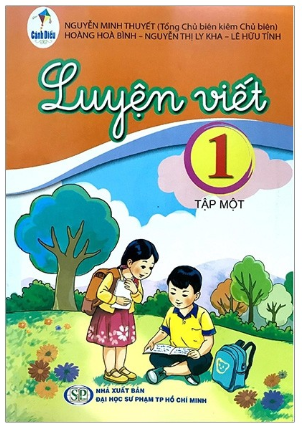 Cánh Diều
NGUYỄN MINH THUYẾT (Tổng Chủ biên kiêm Chủ biên)
HOÀNG HOÀ BÌNH – NGUYỄN THỊ LY KHA – LÊ HỮU TỈNH
Luyện viết
1
TẬP MỘT
SP
NHÀ XUẤT BẢN
ĐẠI HỌC SƯ PHẠM TP HỒ CHÍ MINH